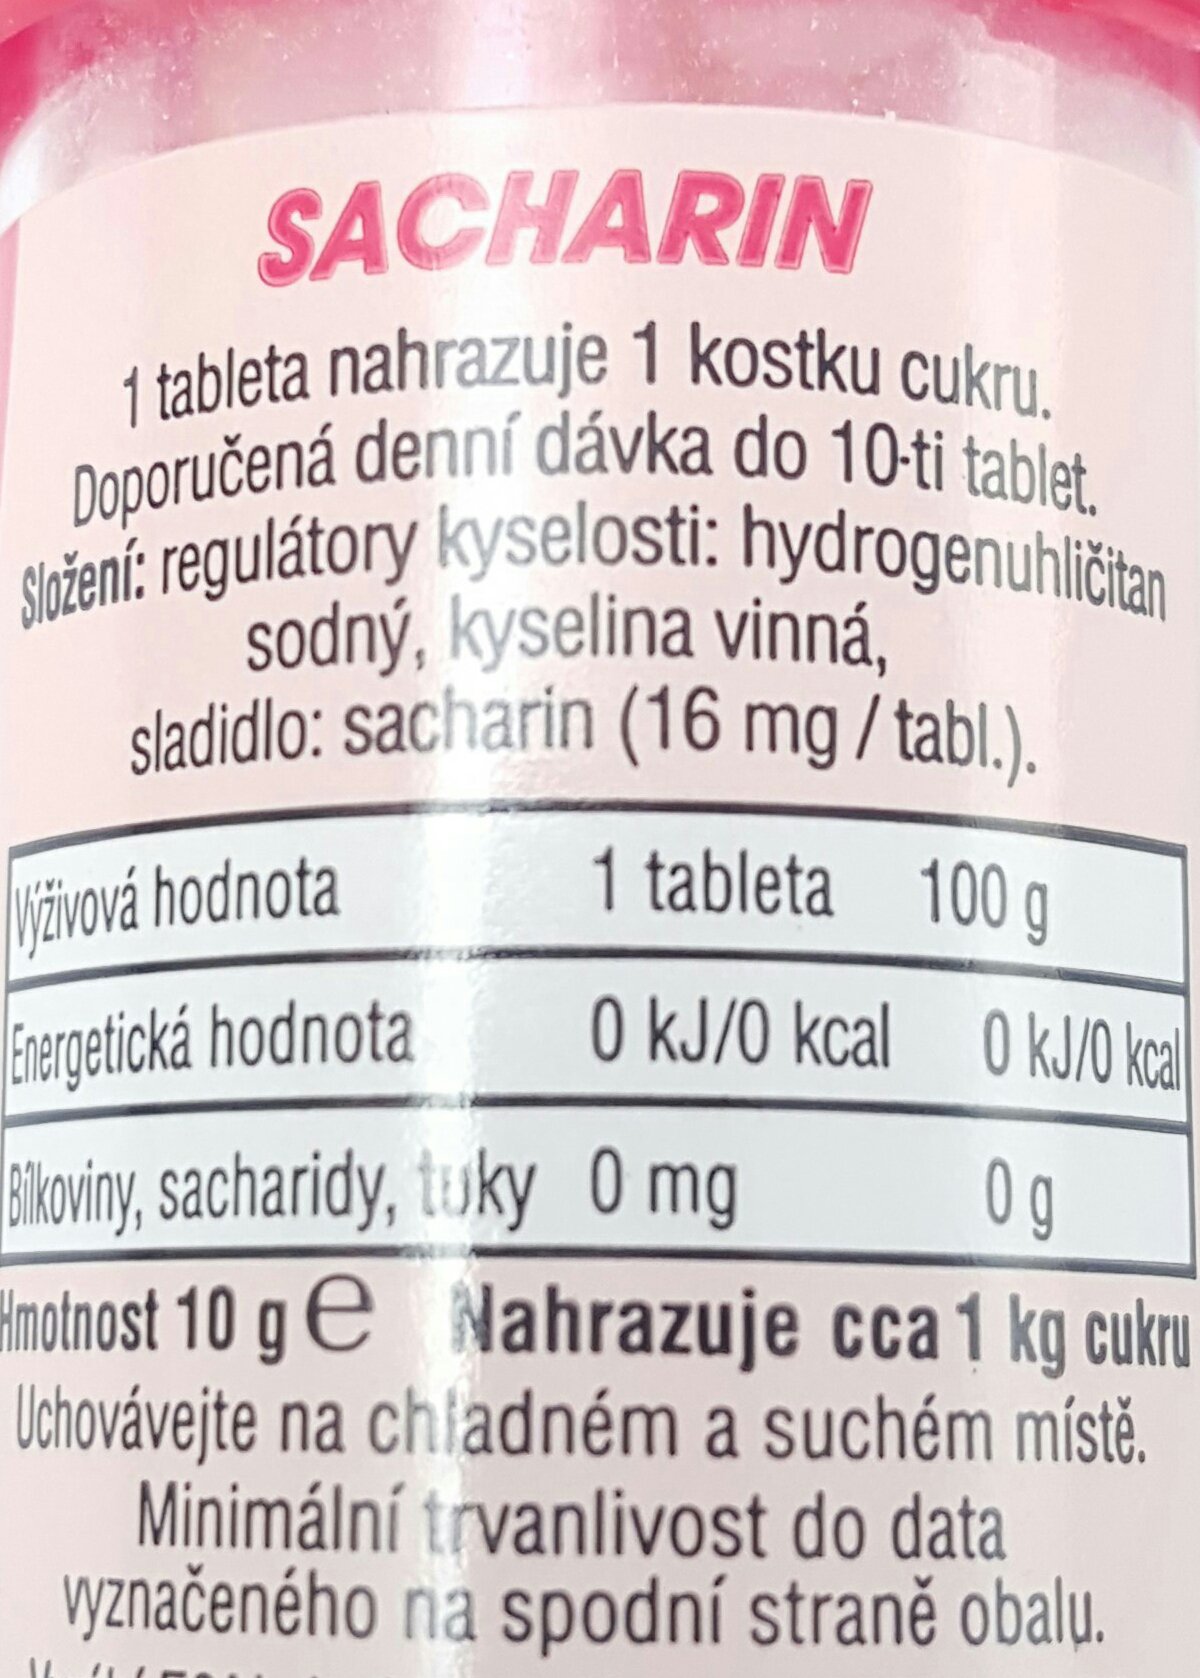 SACHARIN
1 tableta nahrazuje 1 kostku cukru.
Doporučená denní dávka do 10-ti tablet.
Složení: regulátory kyselosti: hydrogenuhličitan
sodný, kyselina vinná,
sladidlo: sacharin (16 mg / tabl.).
Výživová hodnota 1 tableta 100 g
Energetická hodnota 0 kJ/0 kcal 0 kJ/0 kcal
Bílkoviny, sacharidy, tuky 0 mg 0 g
Hmotnost 10 g ℮ Nahrazuje cca 1 kg cukru
Uchovávejte na chladném a suchém místě.
Minimální trvanlivost do data
vyznačeného na spodní straně obalu.